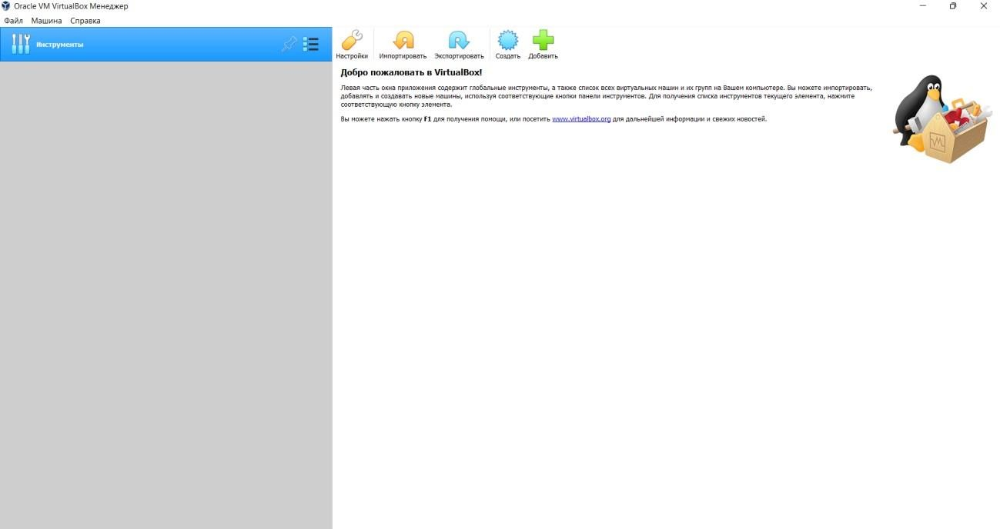 Oracle VM VirtualBox Менеджер
Файл Машина Справка
Инструменты
Настройки Импортировать Экспортировать Создать Добавить
Добро пожаловать в VirtualBox!
Левая часть окна приложения содержит глобальные инструменты, а также список всех виртуальных машин и их групп на Вашем компьютере. Вы можете импортировать,
добавлять и создавать новые машины, используя соответствующие кнопки панели инструментов. Для получения списка инструментов текущего элемента, нажмите
соответствующую кнопку элемента.
Вы можете нажать кнопку F1 для получения помощи, или посетить www.virtualbox.org для дальнейшей информации и свежих новостей.